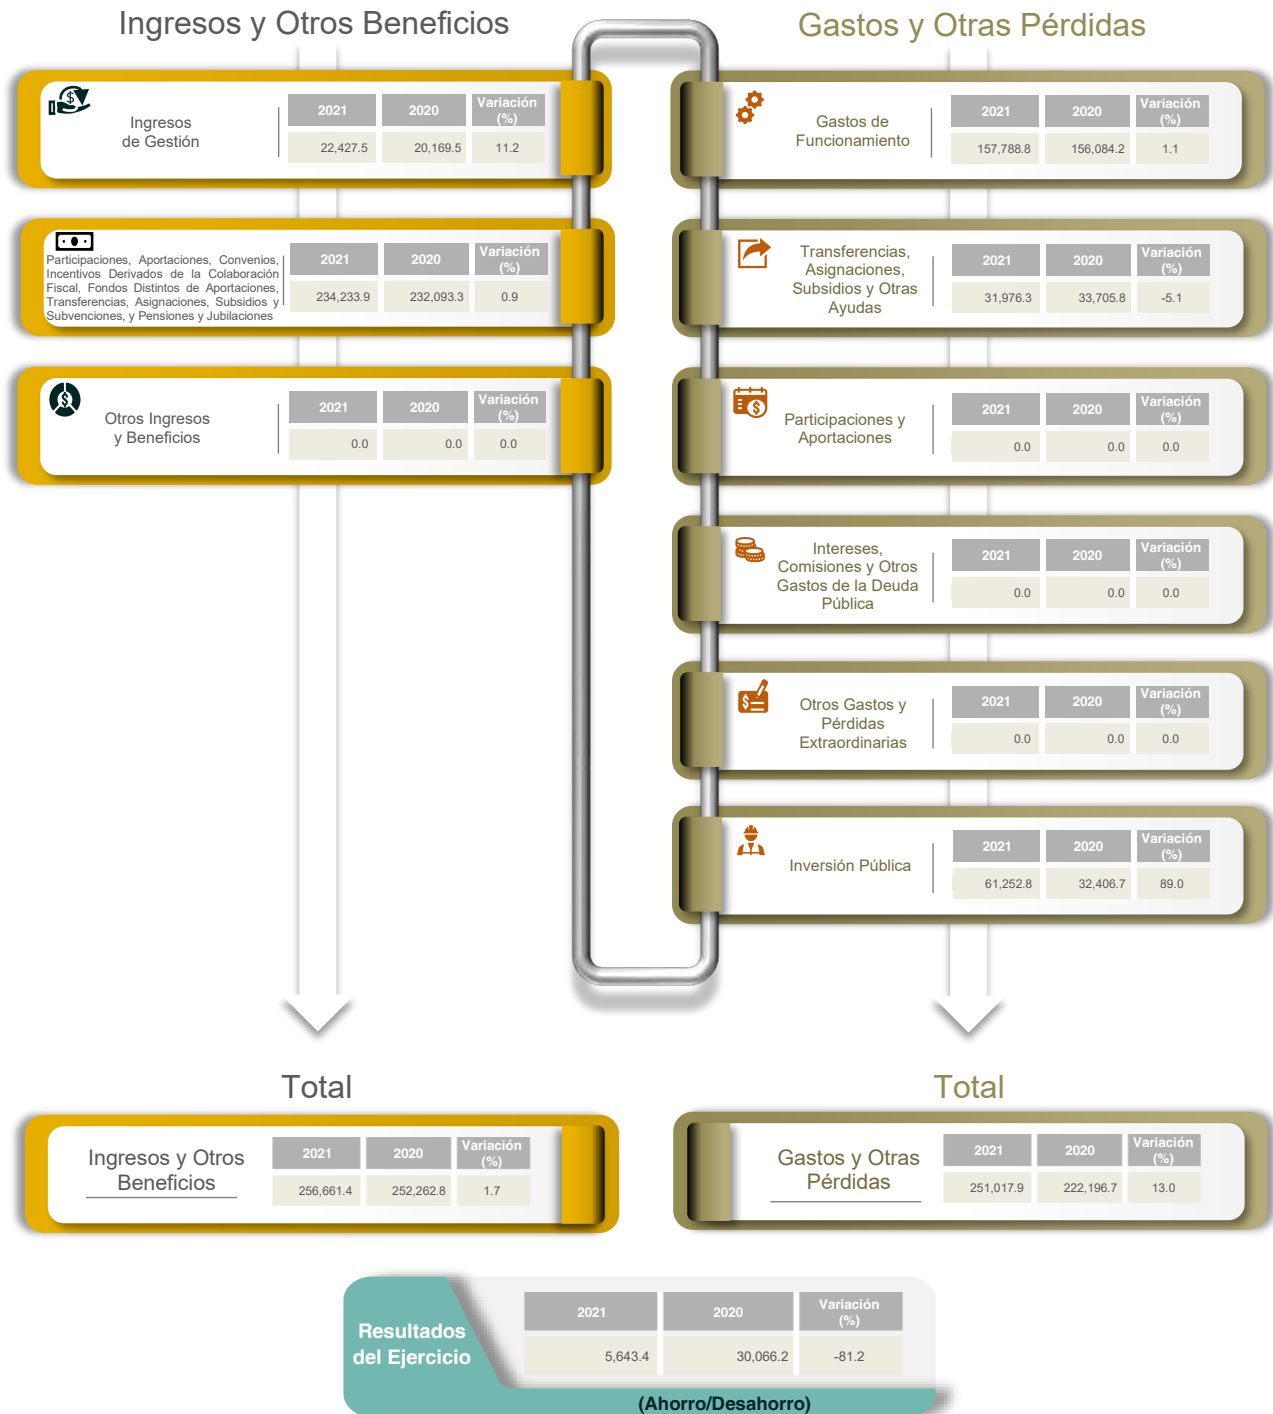 Ingresos y Otros Beneficios
Ingresos
de Gestión
2021 2020 Variación (%)
22,427.5 20,169.5 11.2
Participaciones, Aportaciones, Convenios,
Incentivos Derivados de la Colaboración
Fiscal, Fondos Distintos de Aportaciones,
Transferencias, Asignaciones, Subsidios y
Subvenciones, y Pensiones y Jubilaciones
2021 2020 Variación (%)
234,233.9 232,093.3 0.9
Otros Ingresos
y Beneficios
2021 2020 Variación (%)
0.0 0.0 0.0
Gastos y Otras Pérdidas
Gastos de
Funcionamiento
2021 2020 Variación (%)
157,788.8 156,084.2 1.1
Transferencias,
Asignaciones,
Subsidios y Otras
Ayudas
2021 2020 Variación (%)
31,976.3 33,705.8 -5.1
Participaciones y
Aportaciones
2021 2020 Variación (%)
0.0 0.0 0.0
Intereses,
Comisiones y Otros
Gastos de la Deuda
Pública
2021 2020 Variación (%)
0.0 0.0 0.0
Otros Gastos y
Pérdidas
Extraordinarias
2021 2020 Variación (%)
0.0 0.0 0.0
Inversión Pública
2021 2020 Variación (%)
61,252.8 32,406.7 89.0
Total
Ingresos y Otros
Beneficios
2021 2020 Variación (%)
256,661.4 252,262.8 1.7
Total
Gastos y Otras
Pérdidas
2021 2020 Variación (%)
251,017.9 222,196.7 13.0
Resultados
del Ejercicio
2021 2020 Variación (%)
5,643.4 30,066.2 -81.2
(Ahorro/Desahorro)